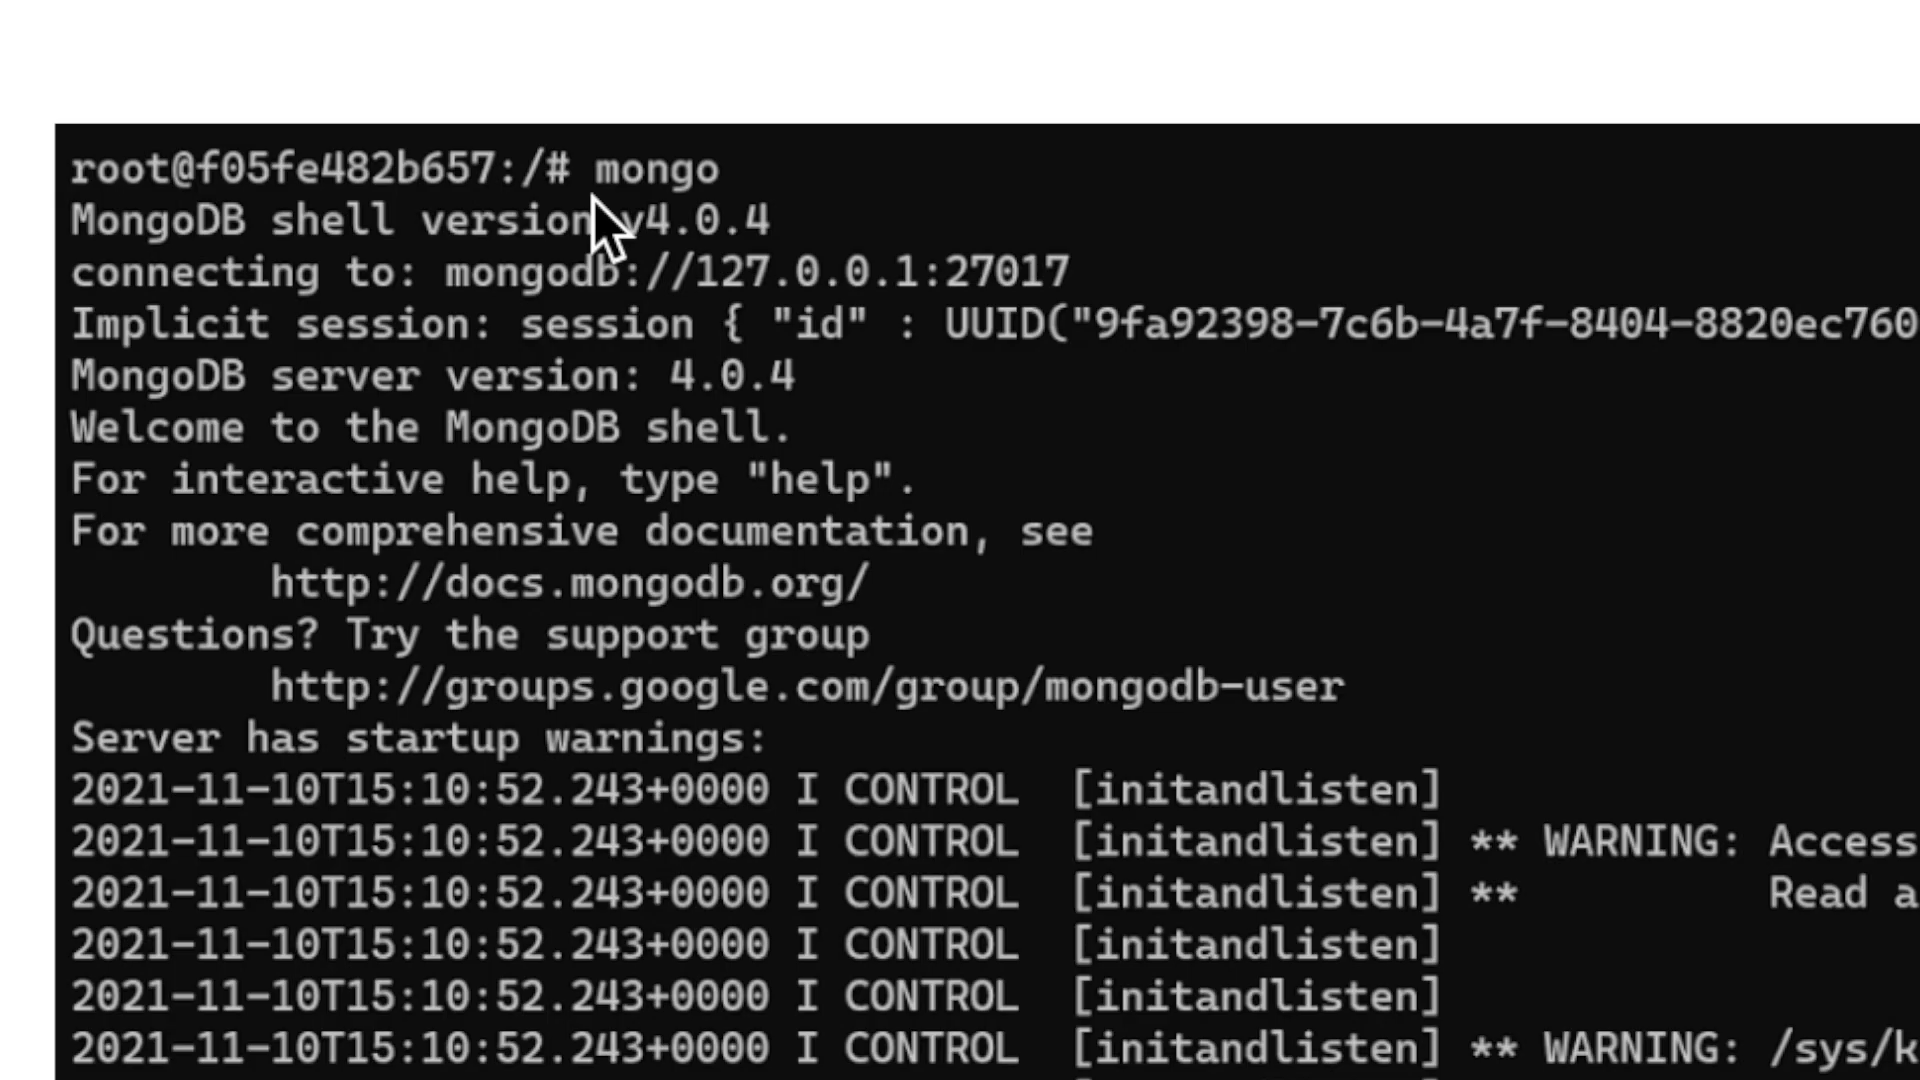 root@f05fe482b657:/# mongo
MongoDB shell version v4.0.4
connecting to: mongodb://127.0.0.1:27017
Implicit session: session { "id" : UUID("9fa92398-7c6b-4a7f-8404-8820ec760
MongoDB server version: 4.0.4
Welcome to the MongoDB shell.
For interactive help, type "help".
For more comprehensive documentation, see
http://docs.mongodb.org/
Questions? Try the support group
http://groups.google.com/group/mongodb-user
Server has startup warnings:
2021-11-10T15:10:52.243+0000 I CONTROL  [initandlisten]
2021-11-10T15:10:52.243+0000 I CONTROL  [initandlisten] ** WARNING: Access
2021-11-10T15:10:52.243+0000 I CONTROL  [initandlisten] **          Read a
2021-11-10T15:10:52.243+0000 I CONTROL  [initandlisten]
2021-11-10T15:10:52.243+0000 I CONTROL  [initandlisten]
2021-11-10T15:10:52.243+0000 I CONTROL  [initandlisten] ** WARNING: /sys/k